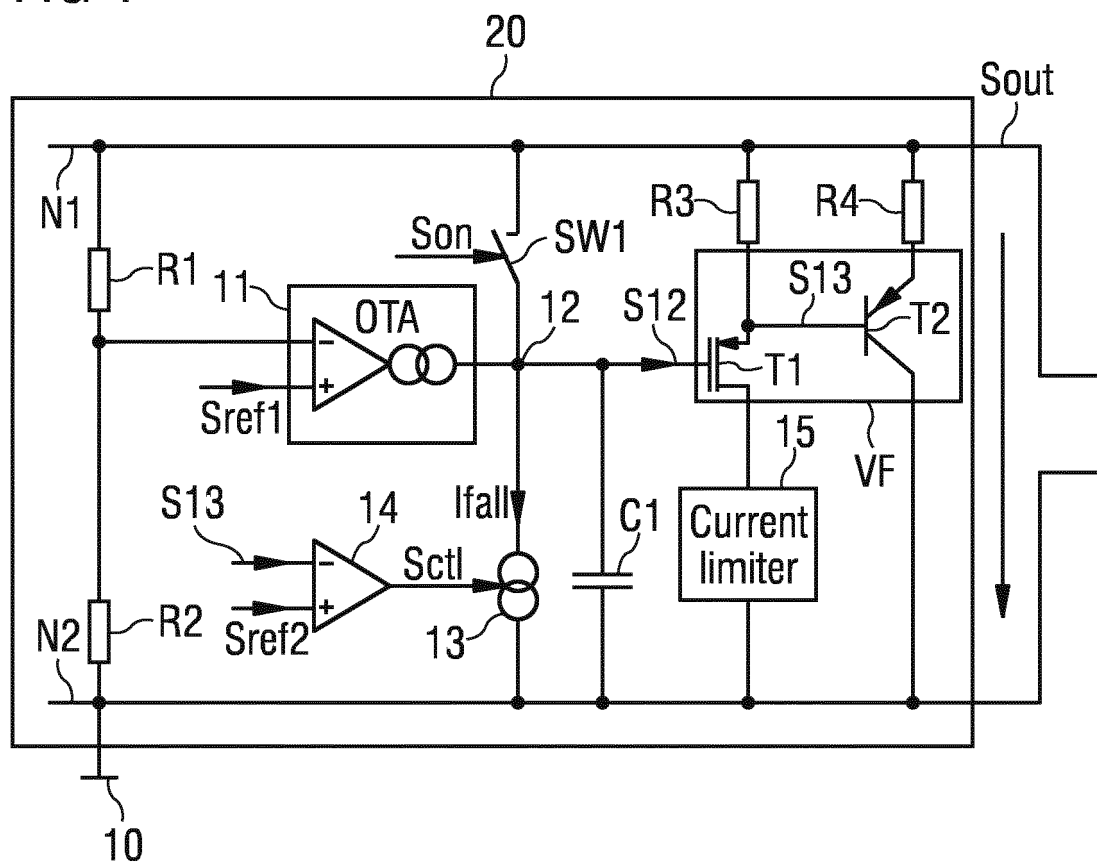 20
Sout
N1
R3
R4
Son
SW1
R1
11
OTA
12
S12
S13
T2
−
+
T1
Sref1
15
VF
S13
14
Ifall
C1
Current
limiter
Sctl
−
+
R2
N2
Sref2
13
10